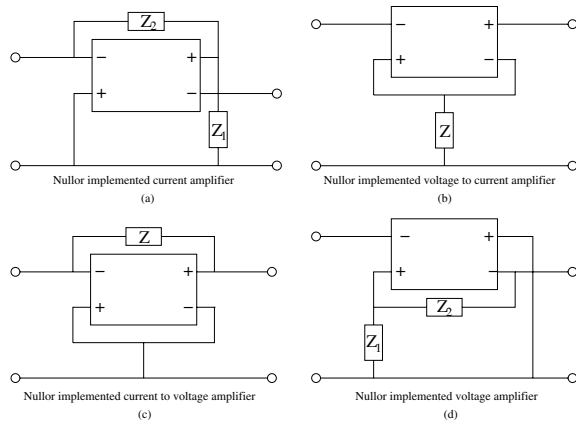 Z2
− +
+ −
Z1
Nullor implemented current amplifier
(a)
− +
+ −
Z
Nullor implemented voltage to current amplifier
(b)
Z
− +
+ −
Nullor implemented current to voltage amplifier
(c)
− +
+ −
Z2
Z1
Nullor implemented voltage amplifier
(d)